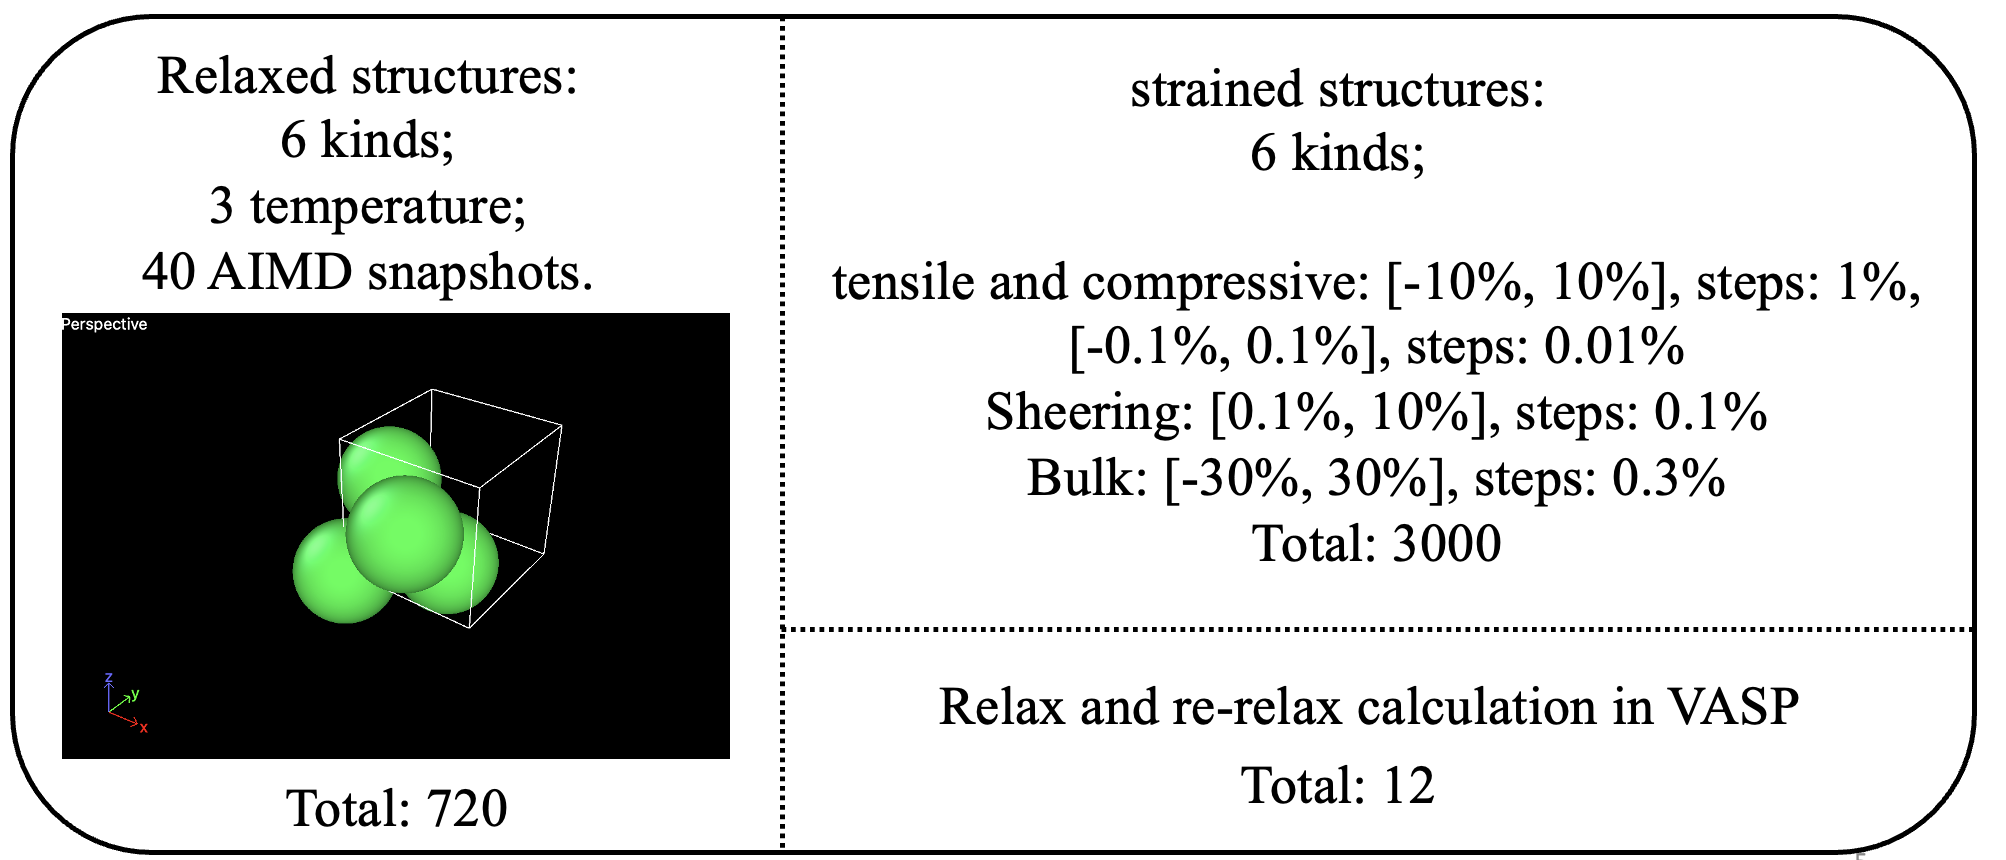 Relaxed structures:
6 kinds;
3 temperature;
40 AIMD snapshots.
Perspective
z
y
x
Total: 720
strained structures:
6 kinds;
tensile and compressive: [-10%, 10%], steps: 1%,
[-0.1%, 0.1%], steps: 0.01%
Sheering: [0.1%, 10%], steps: 0.1%
Bulk: [-30%, 30%], steps: 0.3%
Total: 3000
Relax and re-relax calculation in VASP
Total: 12